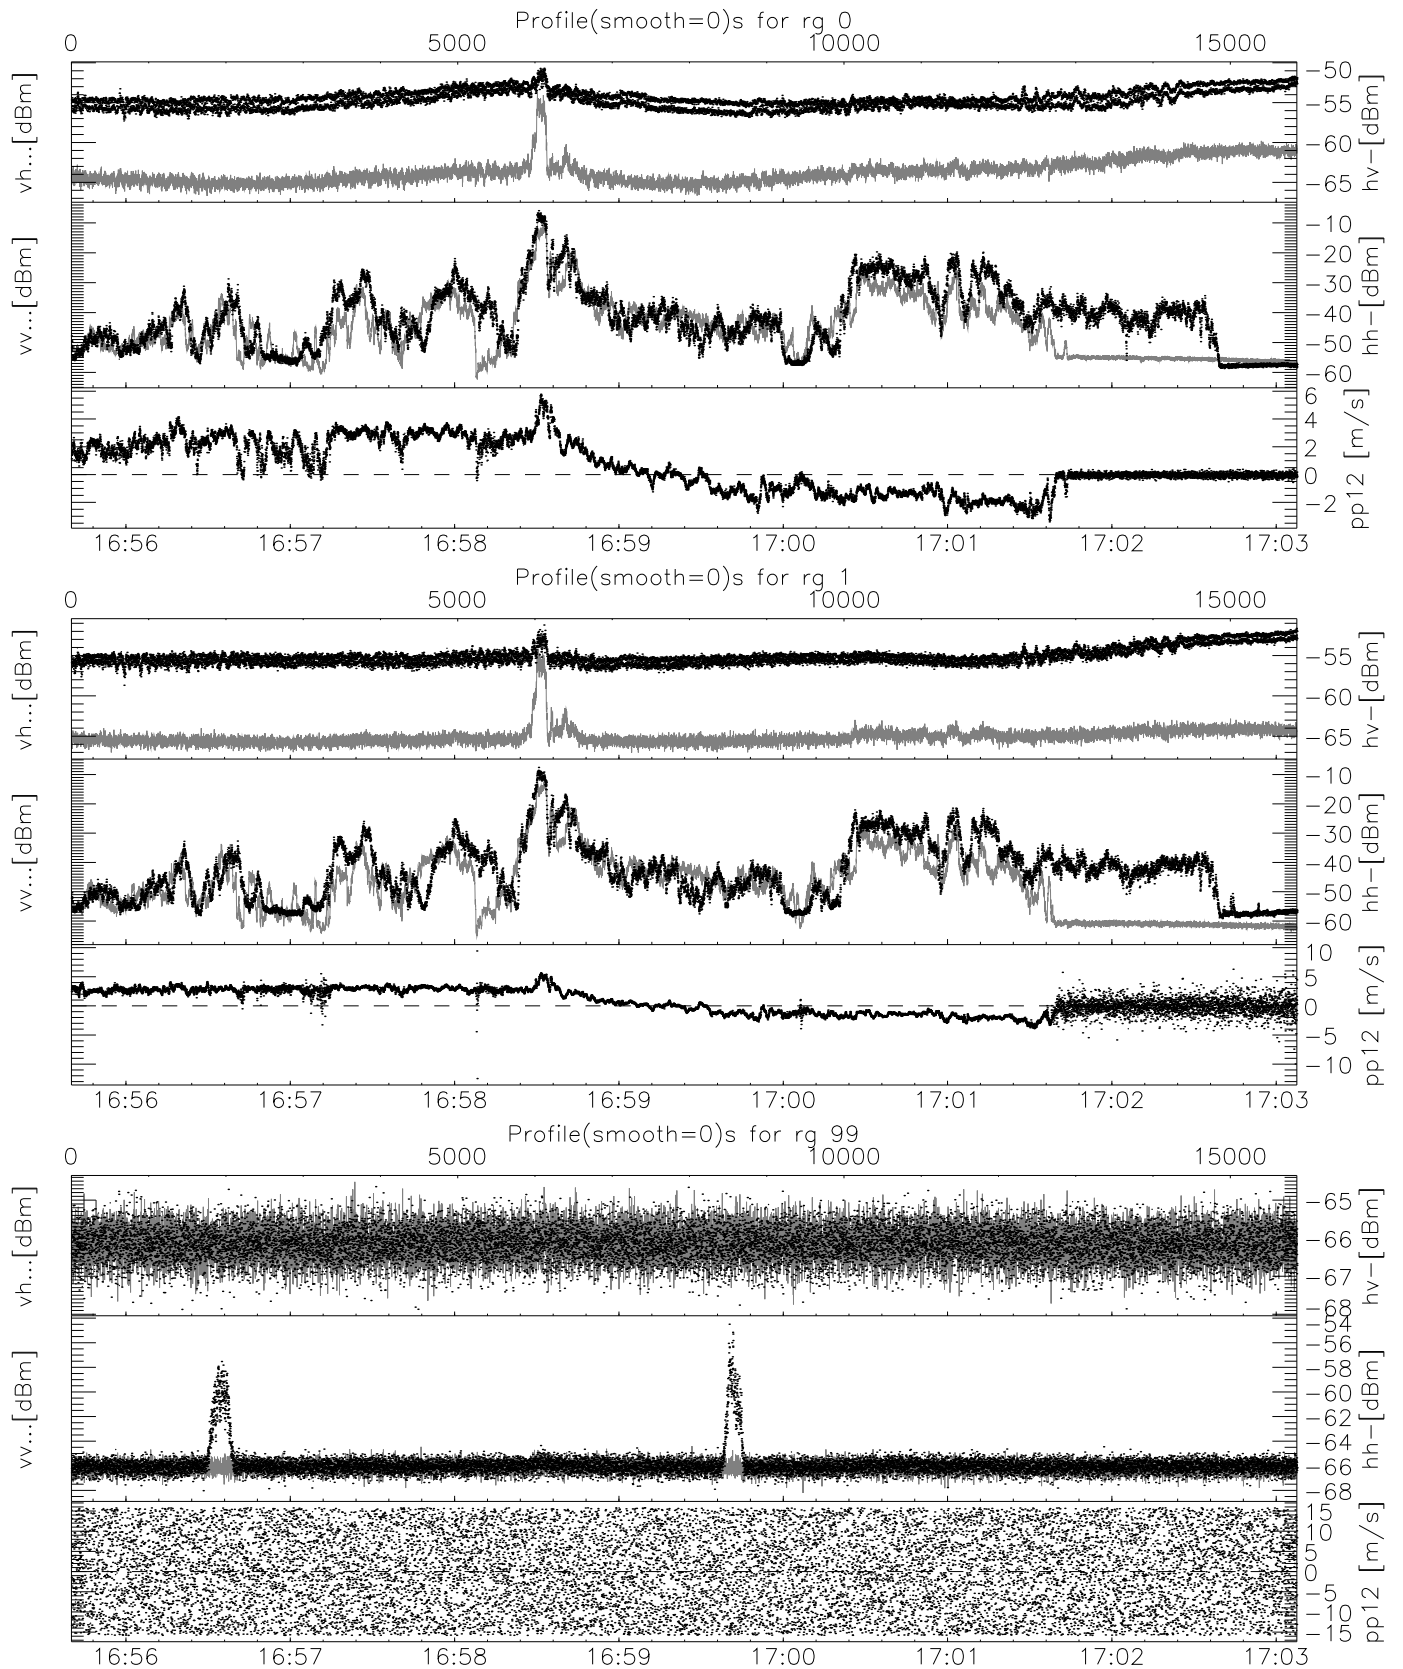 Profile(smooth=0)s for rg 0
0 5000 10000 15000
vh...[dBm]
-50
-55
-60
-65
hv-[dBm]
vv...[dBm]
-10
-20
-30
-40
-50
-60
hh-[dBm]
6
4
2
0
-2
pp12 [m/s]
16:56 16:57 16:58 16:59 17:00 17:01 17:02 17:03
Profile(smooth=0)s for rg 1
0 5000 10000 15000
vh...[dBm]
-55
-60
-65
hv-[dBm]
vv...[dBm]
-10
-20
-30
-40
-50
-60
hh-[dBm]
10
5
0
-5
-10
pp12 [m/s]
16:56 16:57 16:58 16:59 17:00 17:01 17:02 17:03
Profile(smooth=0)s for rg 99
0 5000 10000 15000
vh...[dBm]
-65
-66
-67
-68
hv-[dBm]
vv...[dBm]
-54
-56
-58
-60
-62
-64
-66
-68
hh-[dBm]
15
10
5
0
-5
-10
-15
pp12 [m/s]
16:56 16:57 16:58 16:59 17:00 17:01 17:02 17:03